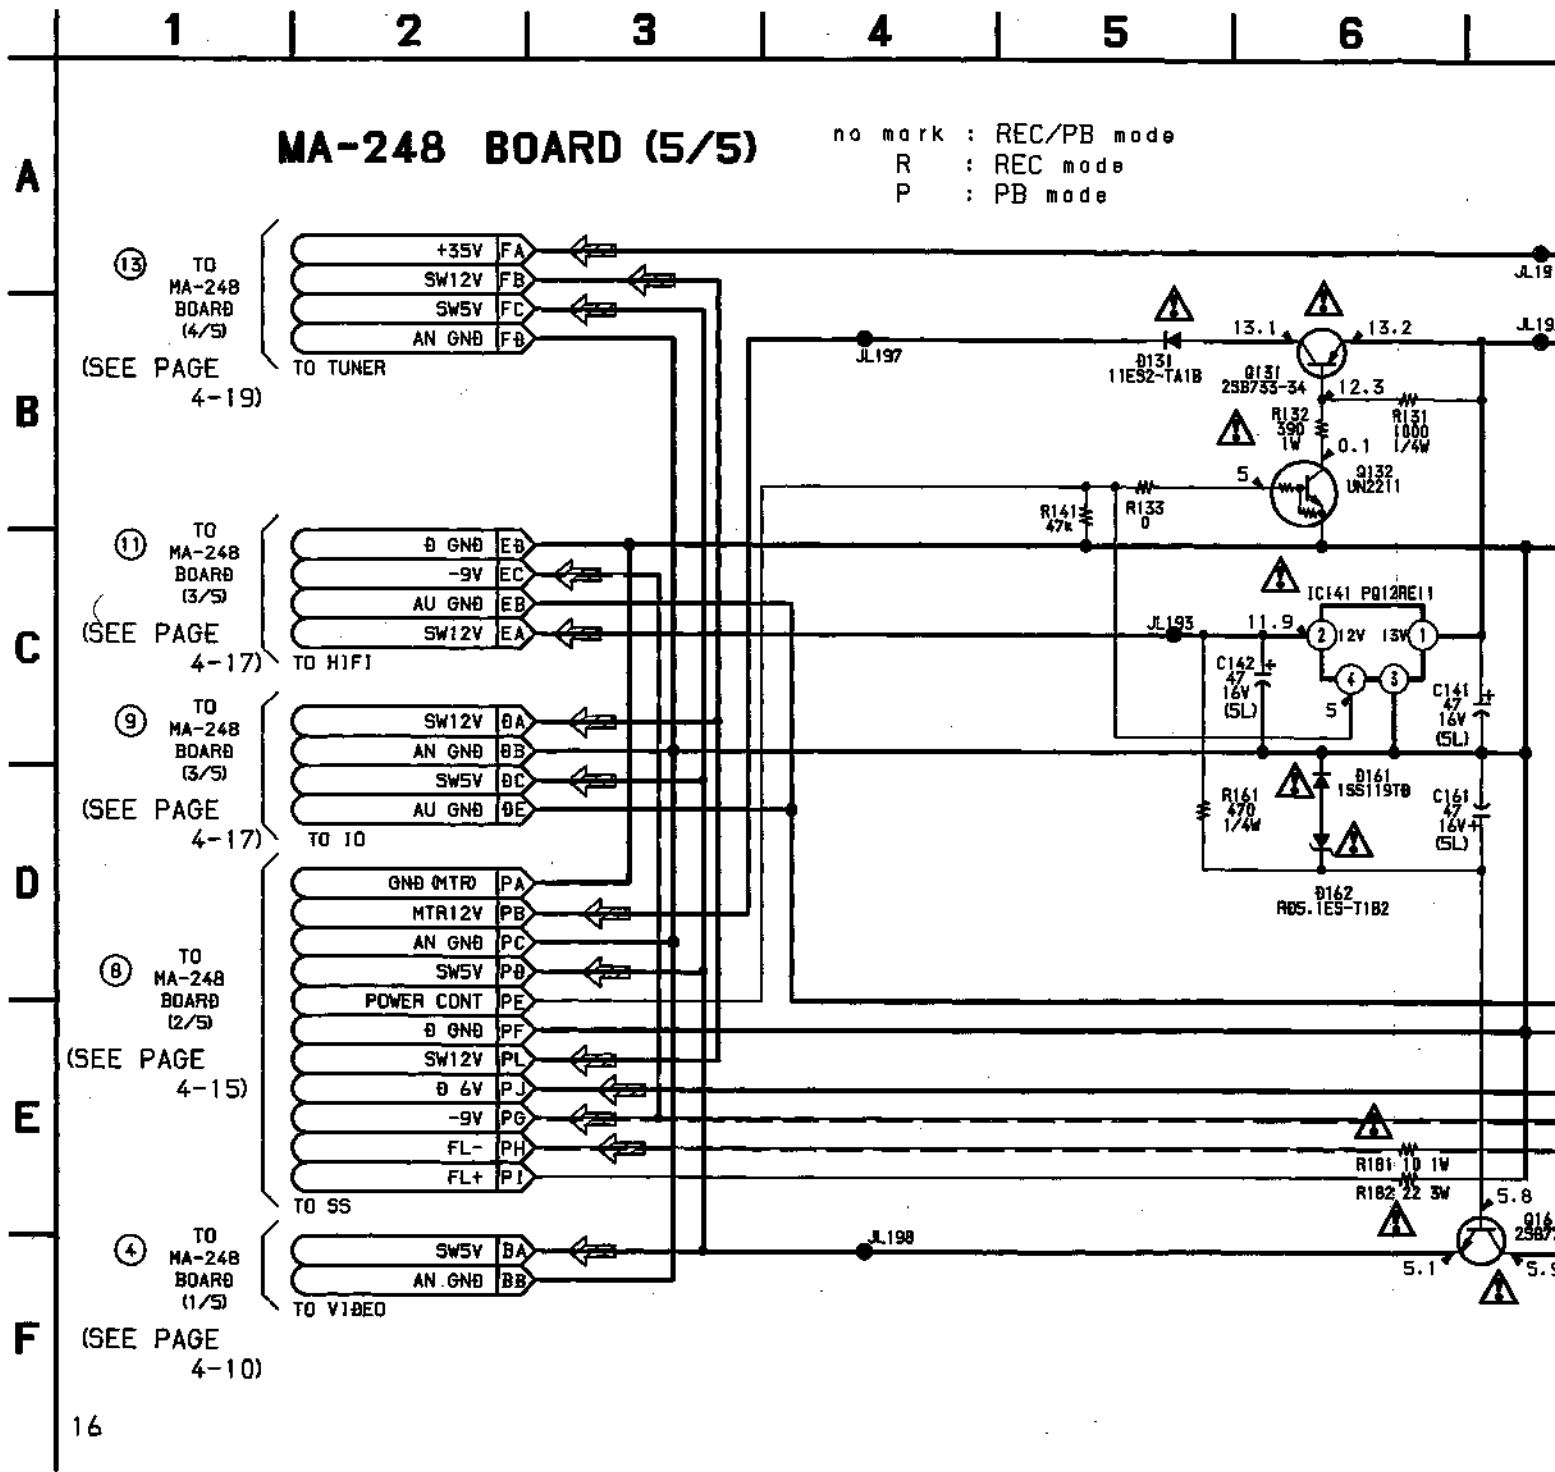 1 2 3 4 5 6
A
MA-248 BOARD (5/5)
no mark : REC/PB mode
R : REC mode
P : PB mode
13 TO
MA-248
BOARD
(4/5)
(SEE PAGE
4-19)
+35V FA
SW12V FB
SW5V FC
AN GND FD
TO TUNER
JL197
D131
11ES2-TA1B
13.1
13.2
Q131
2SB733-34
12.3
R132
390
1W
R131
1000
1/4W
0.1
5
Q132
UN2211
R141
47k
R133
0
B
11 TO
MA-248
BOARD
(3/5)
(SEE PAGE
4-17)
D GND ED
-9V EC
AU GND EB
SW12V EA
TO HIFI
JL193
11.9
IC141 PQ12RE11
2 12V 13V 1
4 3
5
C142
47
16V
(5L)
C141
47
16V
(5L)
C
9 TO
MA-248
BOARD
(3/5)
(SEE PAGE
4-17)
SW12V DA
AN GND DB
SW5V DC
AU GND DE
TO IO
R161
470
1/4W
D161
1SS119TD
C161
47
16V
(5L)
D162
RD5.1ES-T1B2
D
8 TO
MA-248
BOARD
(2/5)
(SEE PAGE
4-15)
GND (MTR) PA
MTR12V PB
AN GND PC
SW5V PD
POWER CONT PE
D GND PF
SW12V PL
D 6V PJ
-9V PG
FL- PH
FL+ PI
TO SS
R181 10 1W
R182 22 3W
5.8
E
4 TO
MA-248
BOARD
(1/5)
(SEE PAGE
4-10)
SW5V BA
AN GND BB
TO VIDEO
JL198
5.1
F
16